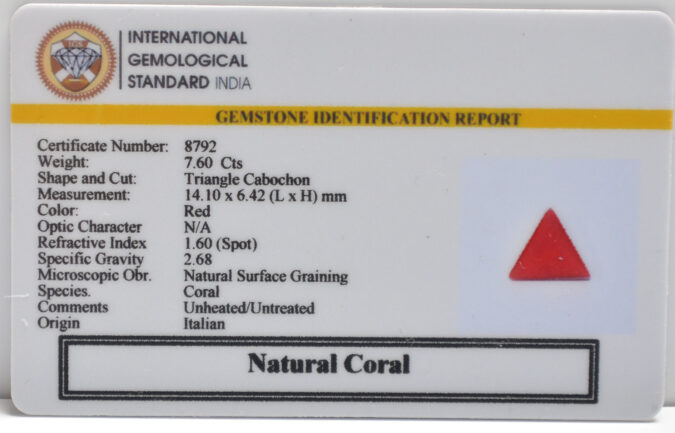 INTERNATIONAL
GEMOLOGICAL
STANDARD INDIA
GEMSTONE IDENTIFICATION REPORT
Certificate Number: 8792
Weight: 7.60 Cts
Shape and Cut: Triangle Cabochon
Measurement: 14.10 x 6.42 (L x H) mm
Color: Red
Optic Character N/A
Refractive Index 1.60 (Spot)
Specific Gravity 2.68
Microscopic Obr. Natural Surface Graining
Species. Coral
Comments Unheated/Untreated
Origin Italian
Natural Coral